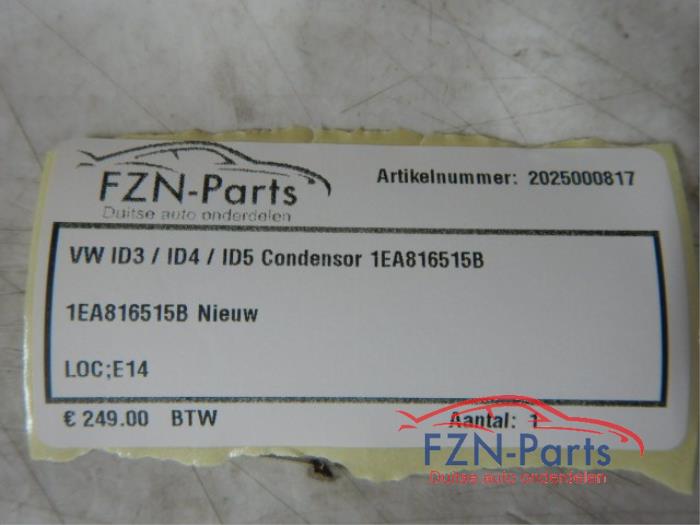 FZN-Parts
Duitse auto onderdelen
Artikelnummer: 2025000817
VW ID3 / ID4 / ID5 Condensor 1EA816515B
1EA816515B Nieuw
LOC;E14
€ 249.00 BTW
Aantal: 1
FZN-Parts
Duitse auto onderdelen